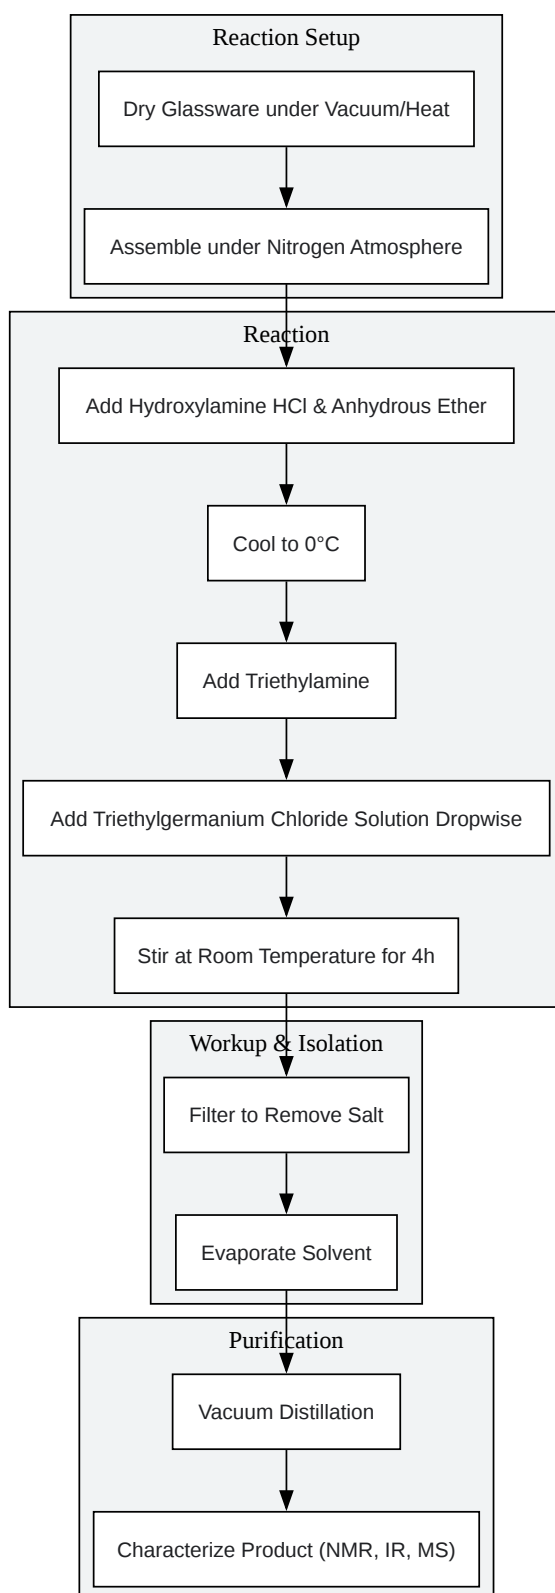 Reaction Setup
Dry Glassware under Vacuum/Heat
Assemble under Nitrogen Atmosphere
Reaction
Add Hydroxylamine HCl & Anhydrous Ether
Cool to 0°C
Add Triethylamine
Add Triethylgermanium Chloride Solution Dropwise
Stir at Room Temperature for 4h
Workup & Isolation
Filter to Remove Salt
Evaporate Solvent
Purification
Vacuum Distillation
Characterize Product (NMR, IR, MS)